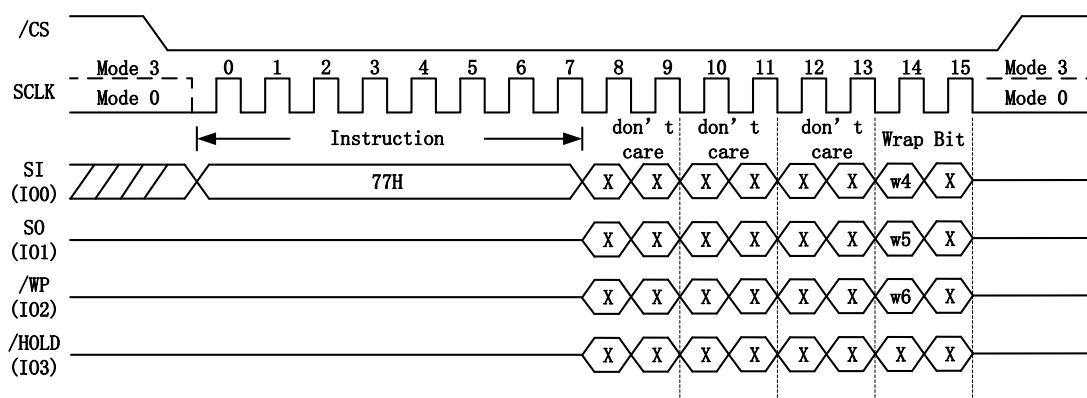 /CS
Mode 3 0 1 2 3 4 5 6 7 8 9 10 11 12 13 14 15 Mode 3
SCLK
Mode 0 Mode 0
Instruction don't care don't care don't care Wrap Bit
SI
(IO0)
77H X X X X X X w4 X
SO
(IO1)
X X X X X X w5 X
/WP
(IO2)
X X X X X X w6 X
/HOLD
(IO3)
X X X X X X X X